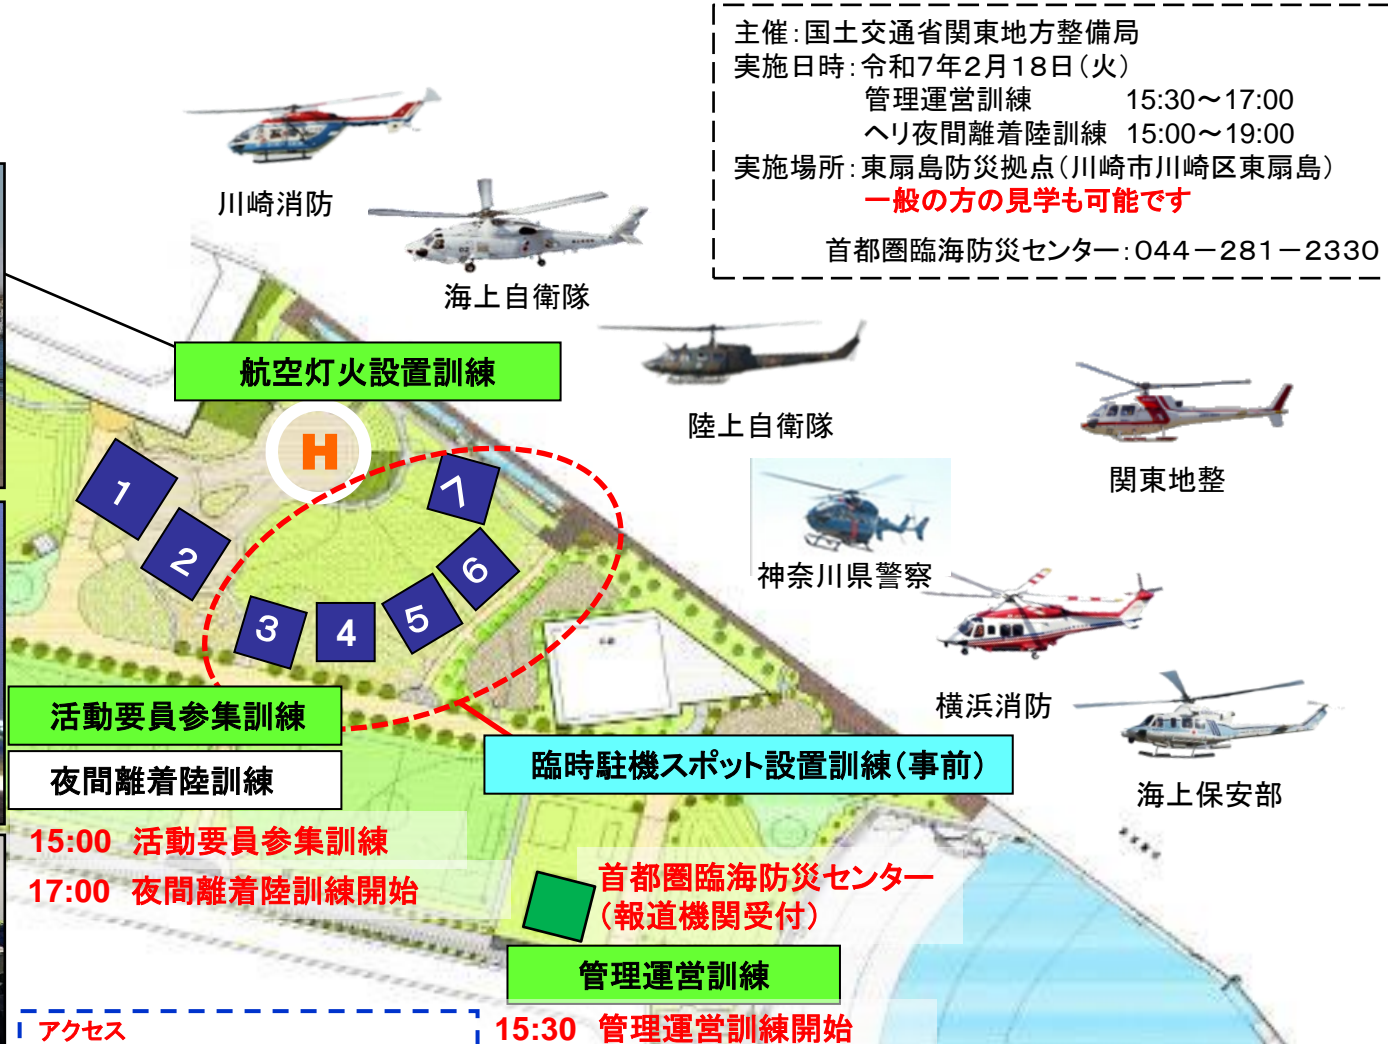 主催：国土交通省関東地方整備局
実施日時：令和7年2月18日（火）
管理運営訓練 15:30～17:00
ヘリ夜間離着陸訓練 15:00～19:00
実施場所：東扇島防災拠点（川崎市川崎区東扇島）
一般の方の見学も可能です
首都圏臨海防災センター：044－281－2330
川崎消防
海上自衛隊
陸上自衛隊
関東地整
神奈川県警察
横浜消防
海上保安部
航空灯火設置訓練
H
1
2
3
4
5
6
7
活動要員参集訓練
夜間離着陸訓練
臨時駐機スポット設置訓練（事前）
15:00 活動要員参集訓練
17:00 夜間離着陸訓練開始
首都圏臨海防災センター
（報道機関受付）
管理運営訓練
15:30 管理運営訓練開始
アクセス